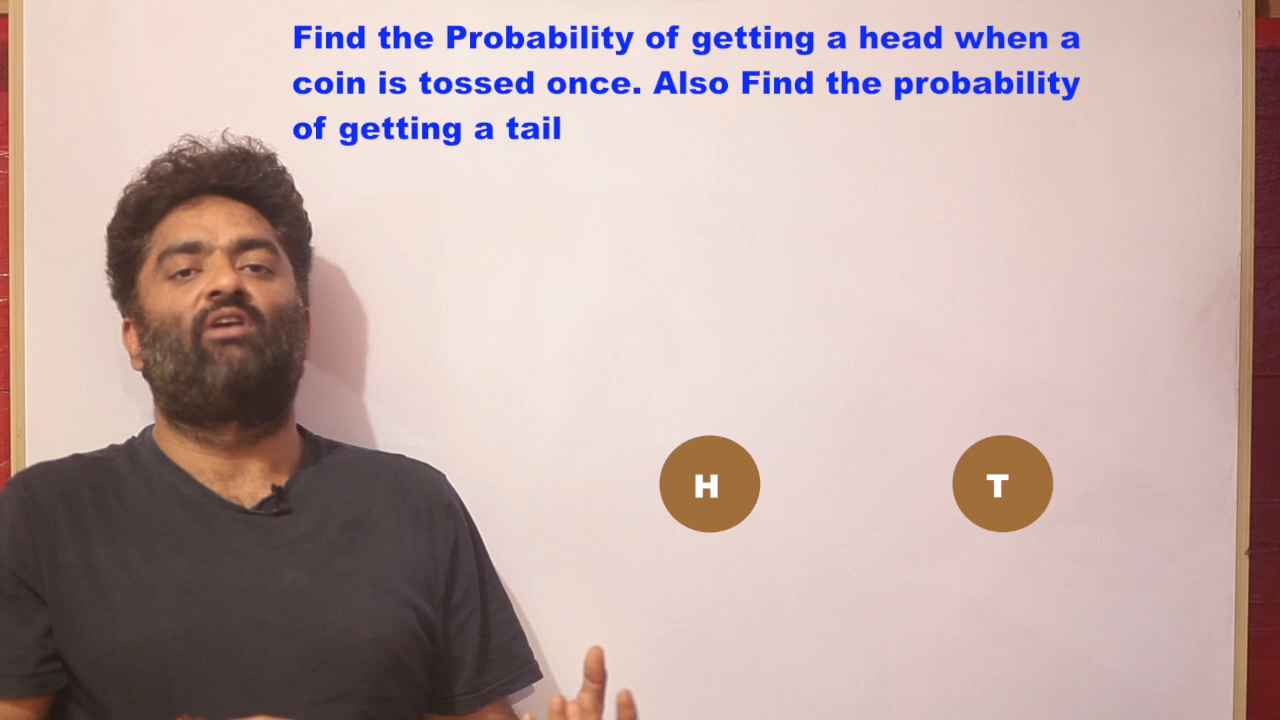 Find the Probability of getting a head when a
coin is tossed once. Also Find the probability
of getting a tail
H
T